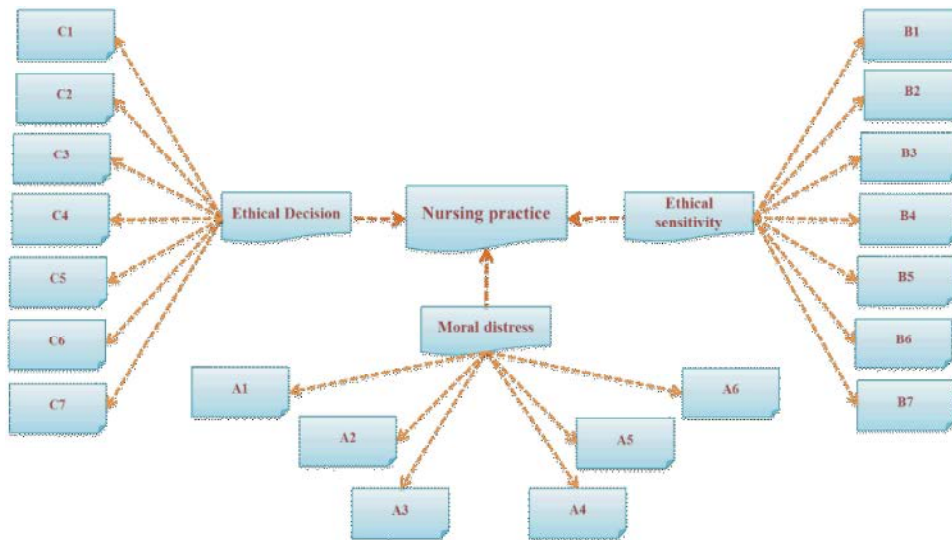 C1
C2
C3
C4
C5
C6
C7
Ethical Decision
Nursing practice
Ethical
sensitivity
Moral distress
A1
A2
A3
A4
A5
A6
B1
B2
B3
B4
B5
B6
B7